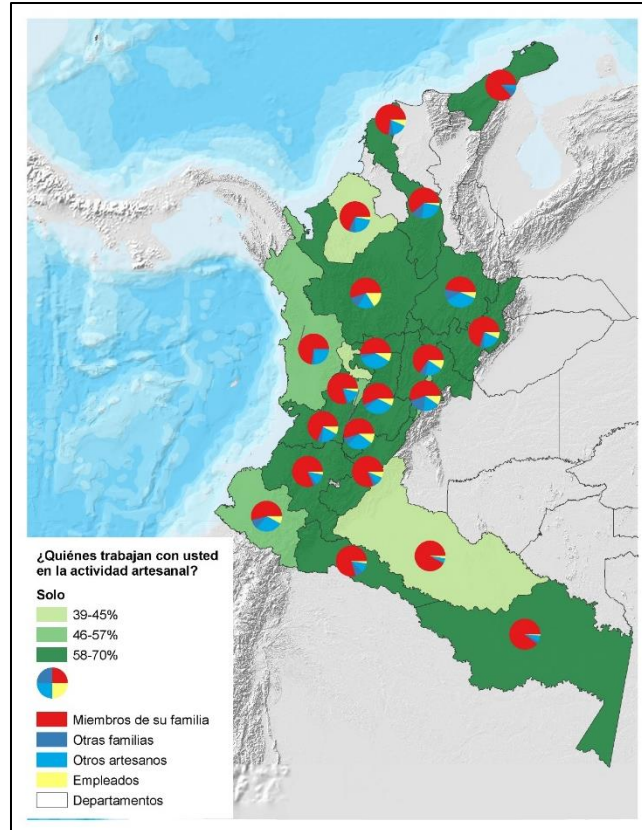 ¿Quiénes trabajan con usted
en la actividad artesanal?
Solo
39-45%
46-57%
58-70%
Miembros de su familia
Otras familias
Otros artesanos
Empleados
Departamentos